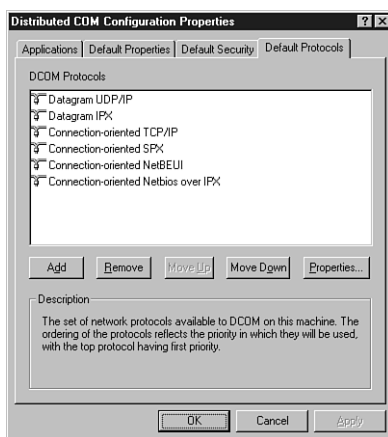 Distributed COM Configuration Properties
Applications Default Properties Default Security Default Protocols
DCOM Protocols
Datagram UDP/IP
Datagram IPX
Connection-oriented TCP/IP
Connection-oriented SPX
Connection-oriented NetBEUI
Connection-oriented Netbios over IPX
Add Remove Move Up Move Down Properties...
Description
The set of network protocols available to DCOM on this machine. The
ordering of the protocols reflects the priority in which they will be used,
with the top protocol having first priority.
OK Cancel Apply